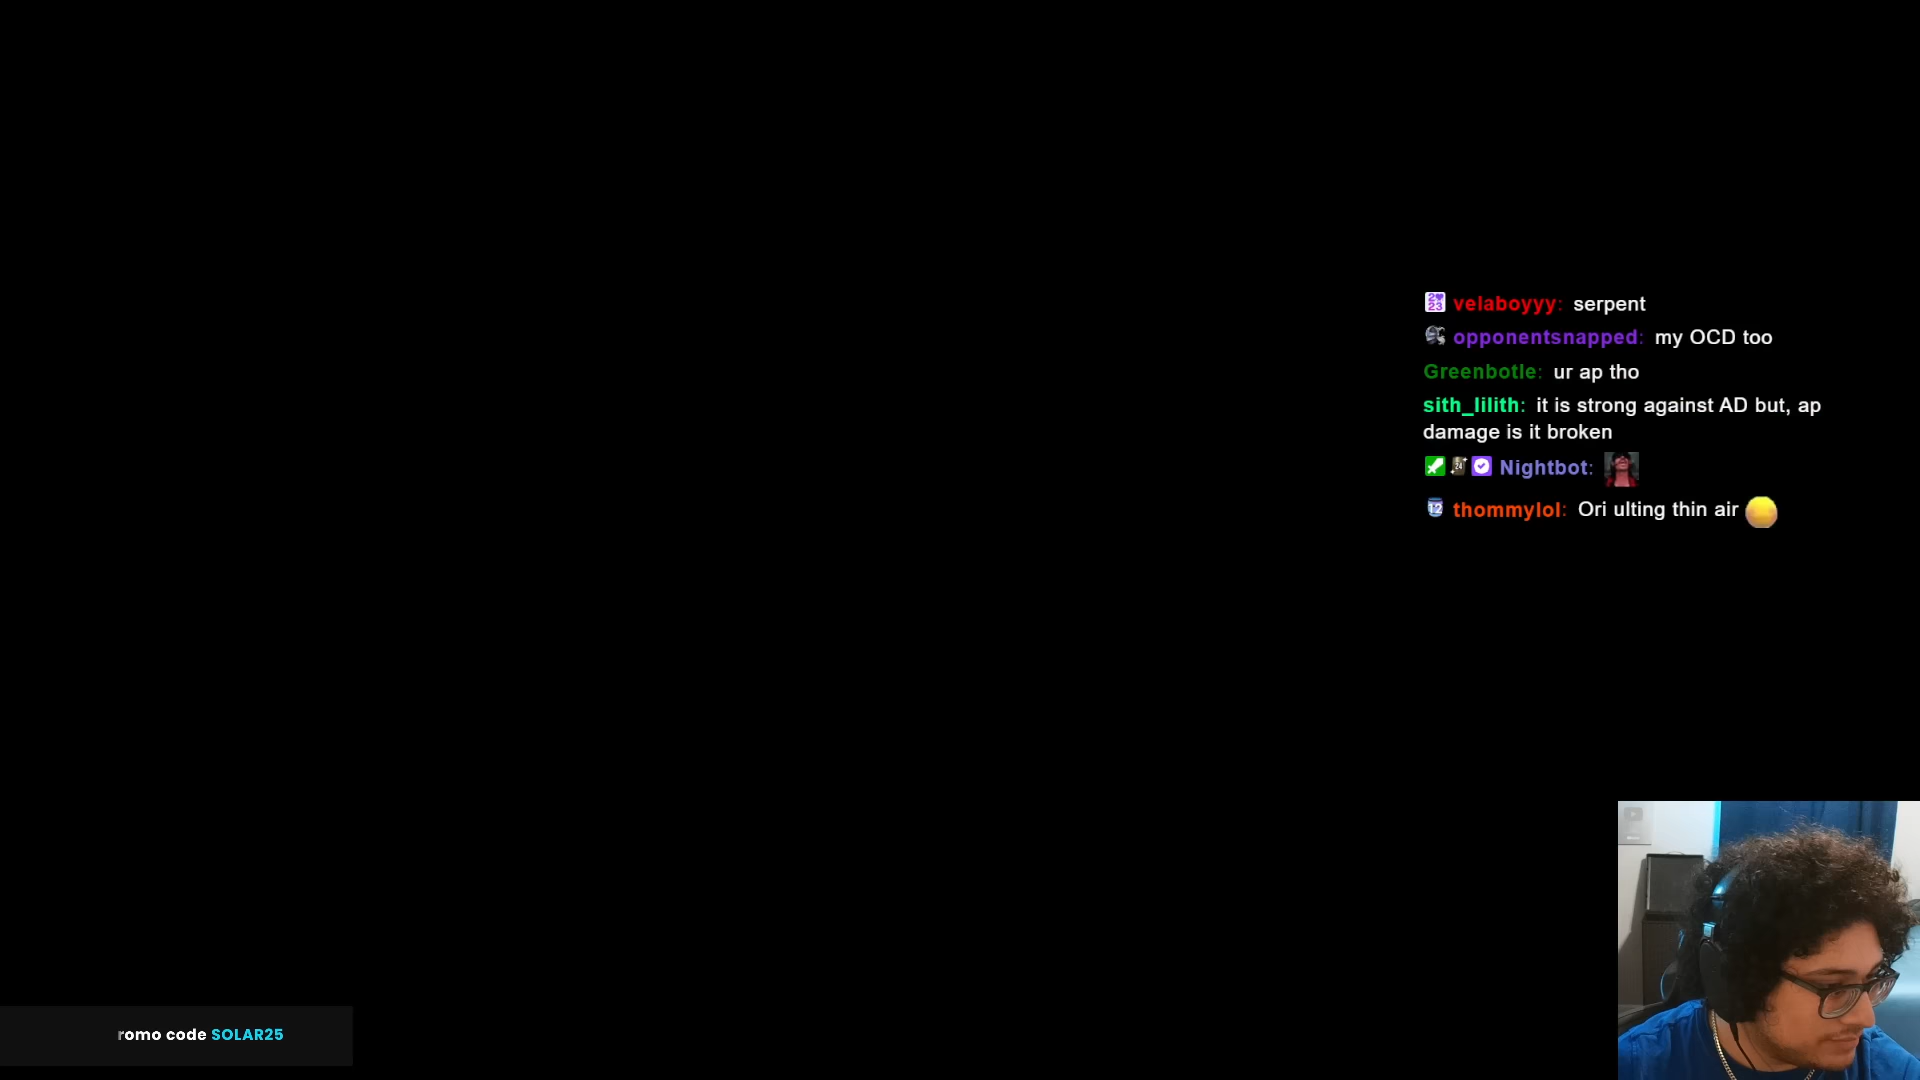 velaboyyy: serpent
opponentsnapped: my OCD too
Greenbotle: ur ap tho
sith_lilith: it is strong against AD but, ap
damage is it broken
Nightbot:
thommylol: Ori ulting thin air
romo code SOLAR25